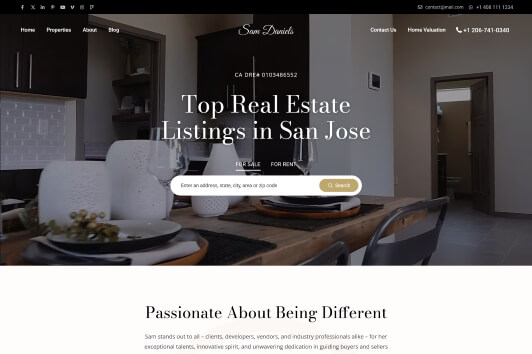 contact@mail.com +1 408 111 1234
Home Properties About Blog Sam Daniels Contact Us Home Valuation +1 206-741-0340
CA DRE# 0103486552
Top Real Estate
Listings in San Jose
FOR SALE FOR RENT
Enter an address, state, city, area or zip code Search
Passionate About Being Different
Sam stands out to all – clients, developers, vendors, and industry professionals alike – for her
exceptional talents, innovative spirit, and unwavering dedication in guiding buyers and sellers